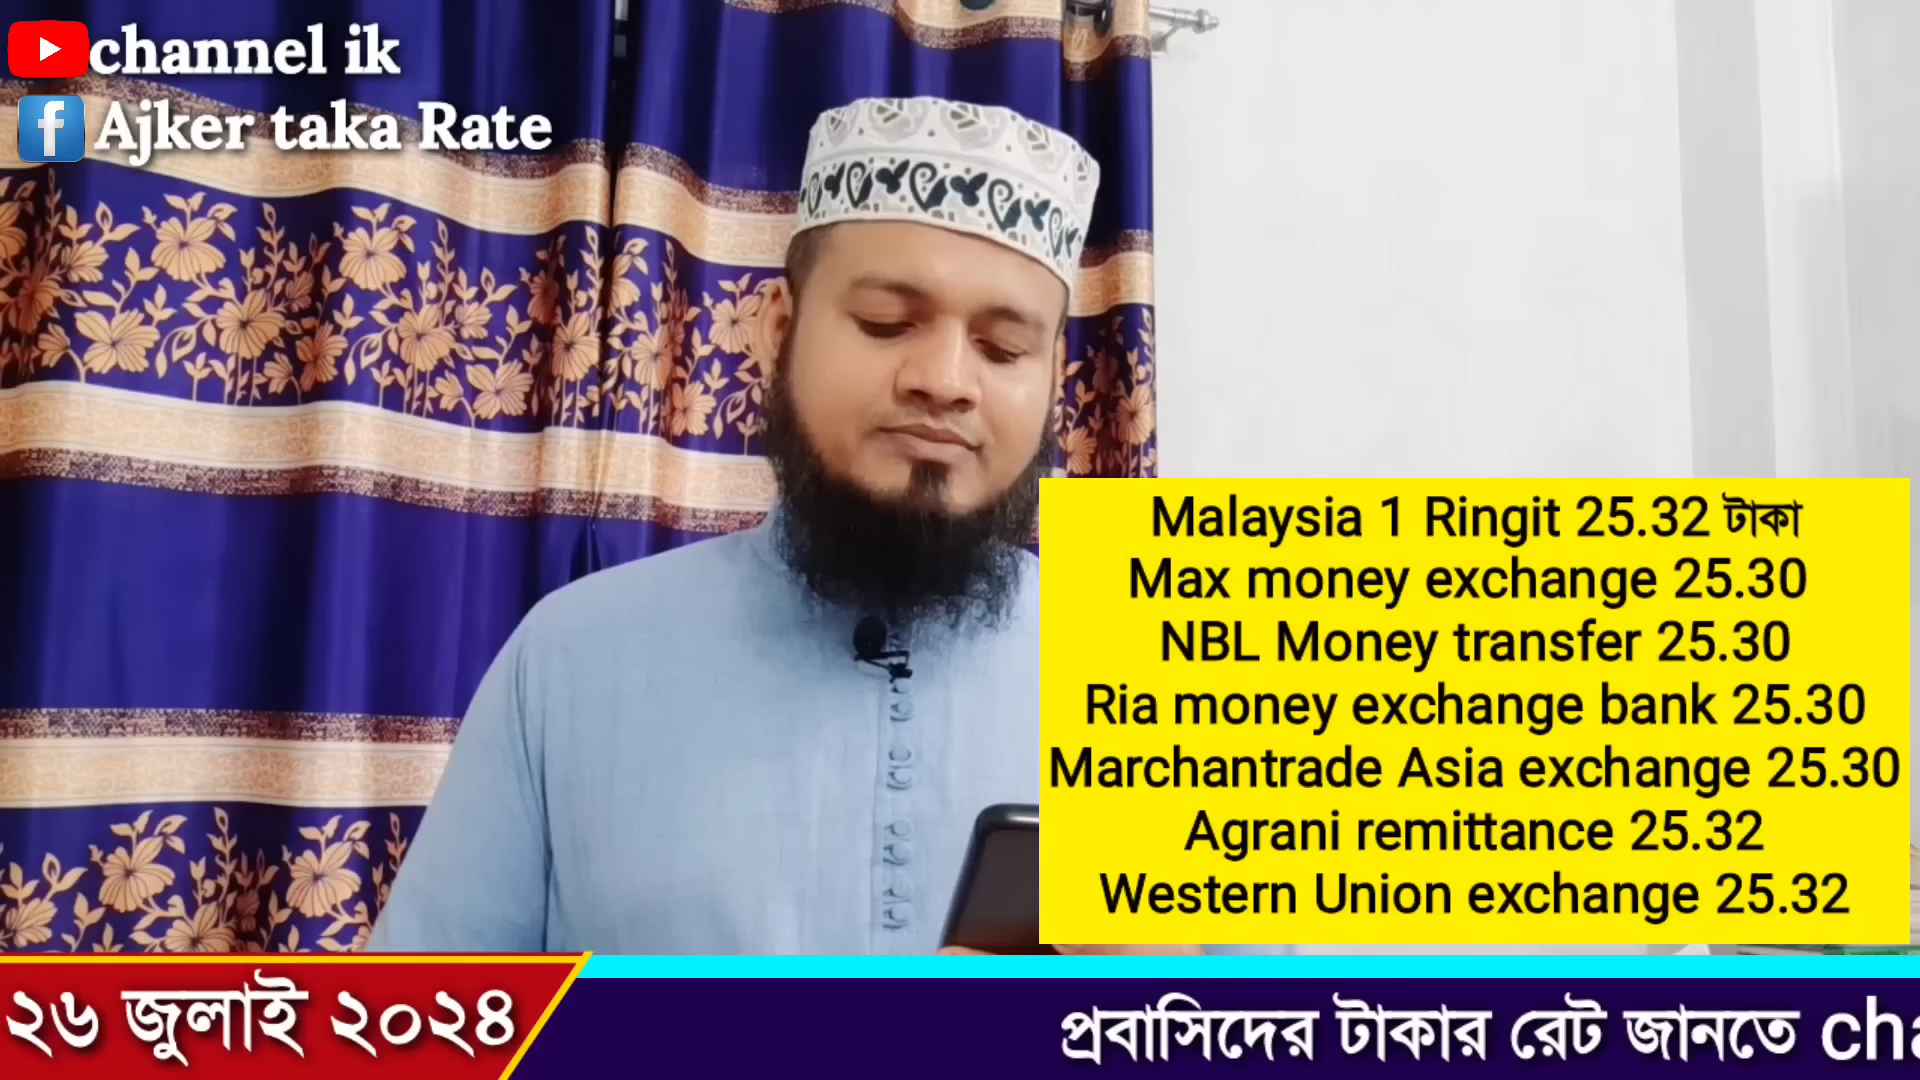 channel ik
Ajker taka Rate
Malaysia 1 Ringit 25.32 টাকা
Max money exchange 25.30
NBL Money transfer 25.30
Ria money exchange bank 25.30
Marchantrade Asia exchange 25.30
Agrani remittance 25.32
Western Union exchange 25.32
২৬ জুলাই ২০২৪
প্রবাসিদের টাকার রেট জানতে cha